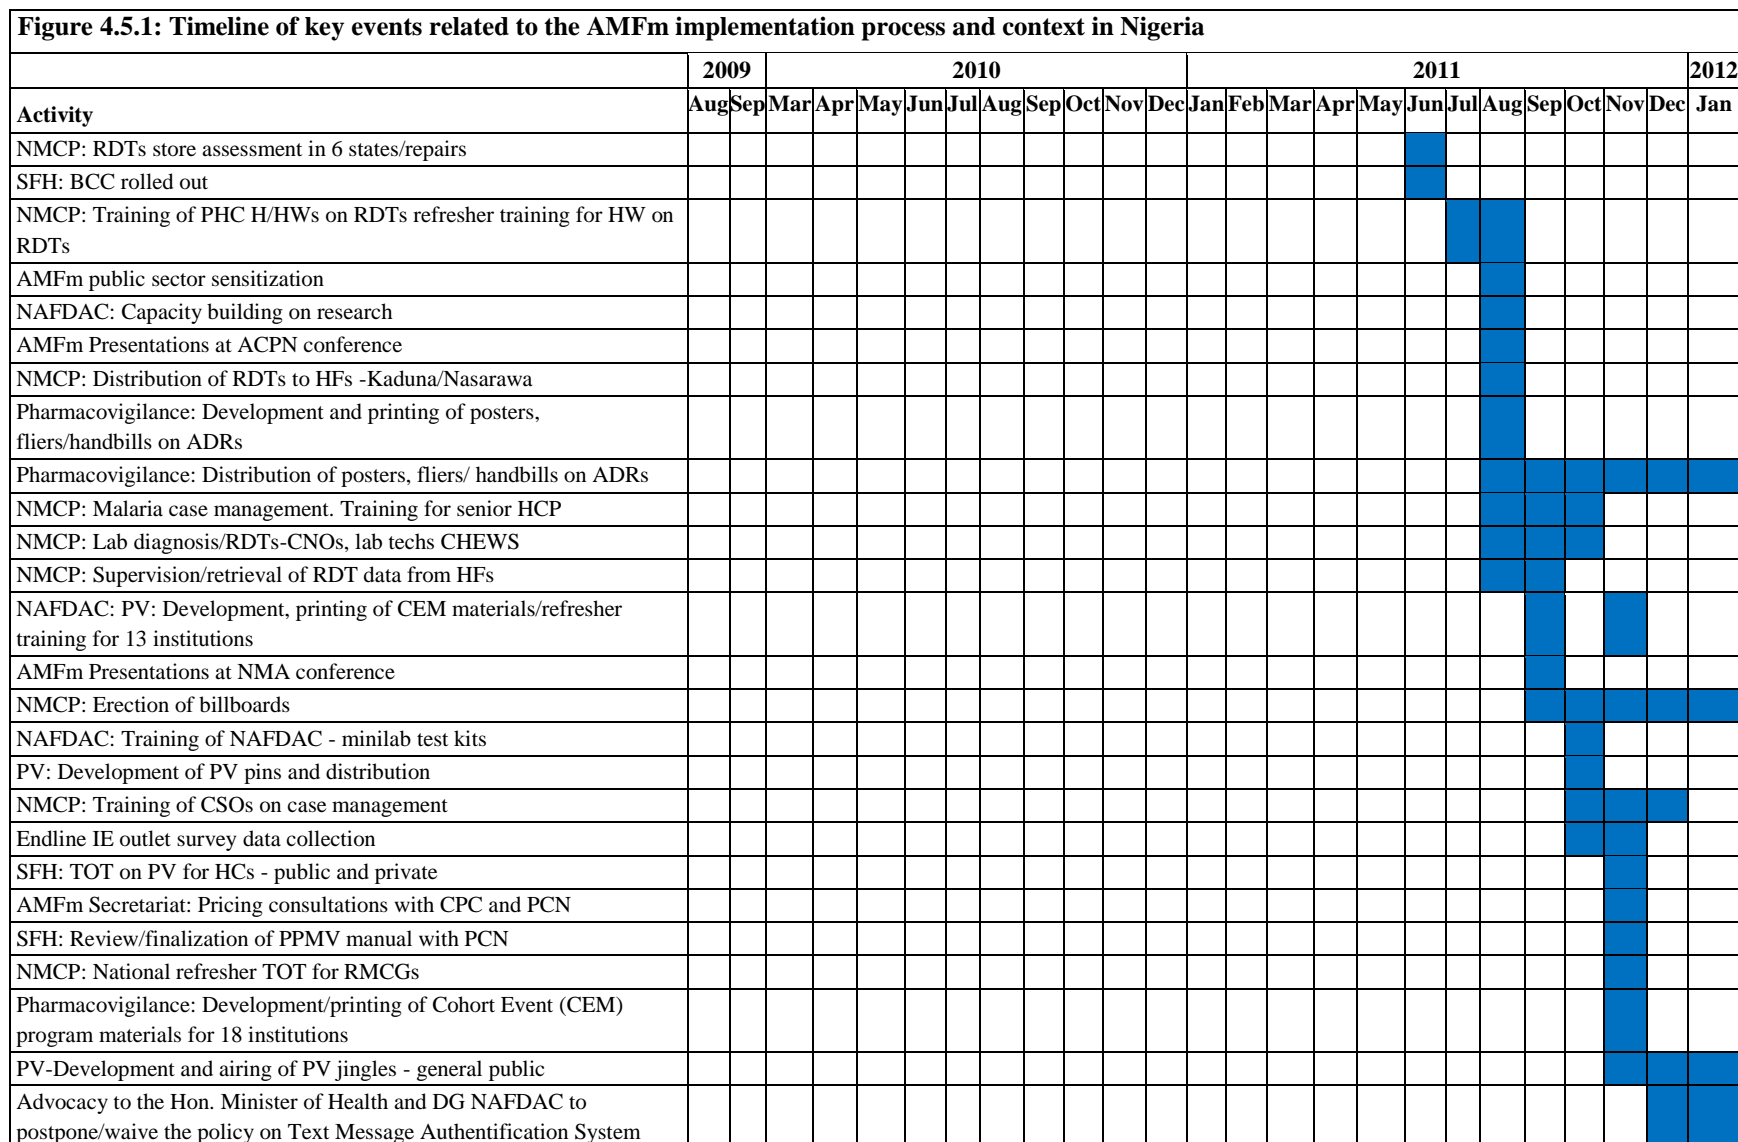 Figure 4.5.1: Timeline of key events related to the AMFm implementation process and context in Nigeria
2009 2010 2011 2012
Activity Aug Sep Mar Apr May Jun Jul Aug Sep Oct Nov Dec Jan Feb Mar Apr May Jun Jul Aug Sep Oct Nov Dec Jan
NMCP: RDTs store assessment in 6 states/repairs
SFH: BCC rolled out
NMCP: Training of PHC H/HWs on RDTs refresher training for HW on
RDTs
AMFm public sector sensitization
NAFDAC: Capacity building on research
AMFm Presentations at ACPN conference
NMCP: Distribution of RDTs to HFs -Kaduna/Nasarawa
Pharmacovigilance: Development and printing of posters,
fliers/handbills on ADRs
Pharmacovigilance: Distribution of posters, fliers/ handbills on ADRs
NMCP: Malaria case management. Training for senior HCP
NMCP: Lab diagnosis/RDTs-CNOs, lab techs CHEWS
NMCP: Supervision/retrieval of RDT data from HFs
NAFDAC: PV: Development, printing of CEM materials/refresher
training for 13 institutions
AMFm Presentations at NMA conference
NMCP: Erection of billboards
NAFDAC: Training of NAFDAC - minilab test kits
PV: Development of PV pins and distribution
NMCP: Training of CSOs on case management
Endline IE outlet survey data collection
SFH: TOT on PV for HCs - public and private
AMFm Secretariat: Pricing consultations with CPC and PCN
SFH: Review/finalization of PPMV manual with PCN
NMCP: National refresher TOT for RMCGs
Pharmacovigilance: Development/printing of Cohort Event (CEM)
program materials for 18 institutions
PV-Development and airing of PV jingles - general public
Advocacy to the Hon. Minister of Health and DG NAFDAC to
postpone/waive the policy on Text Message Authentification System